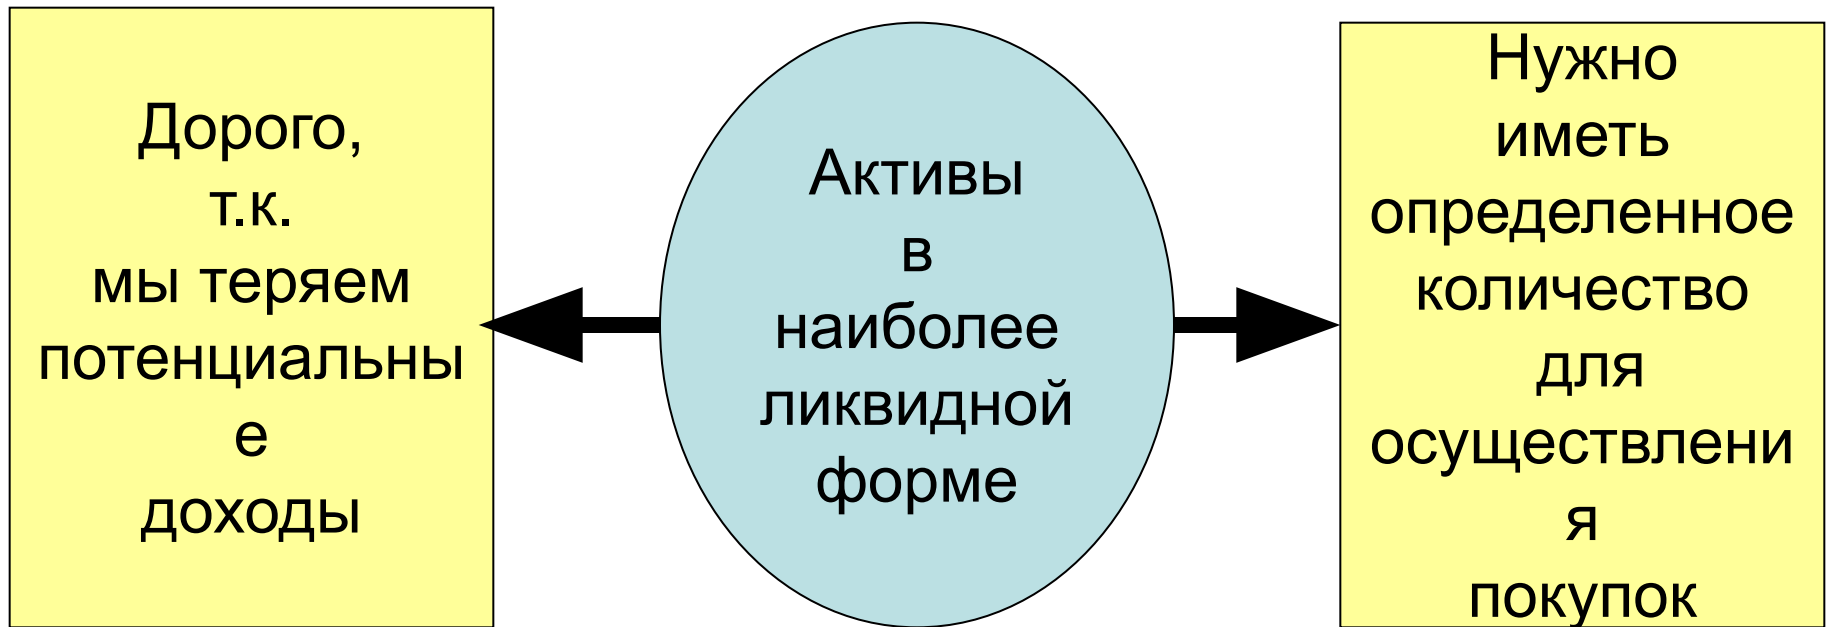 Дорого,
т.к.
мы теряем
потенциальны
е
доходы
Активы
в
наиболее
ликвидной
форме
Нужно
иметь
определенное
количество
для
осуществлени
я
покупок